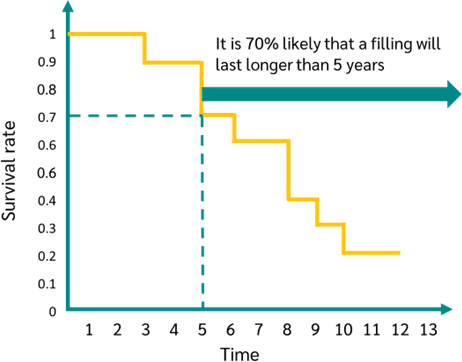 It is 70% likely that a filling will
last longer than 5 years
Survival rate
1
0.9
0.8
0.7
0.6
0.6
0.4
0.3
0.2
0.1
0
1 2 3 4 5 6 7 8 9 10 11 12 13
Time